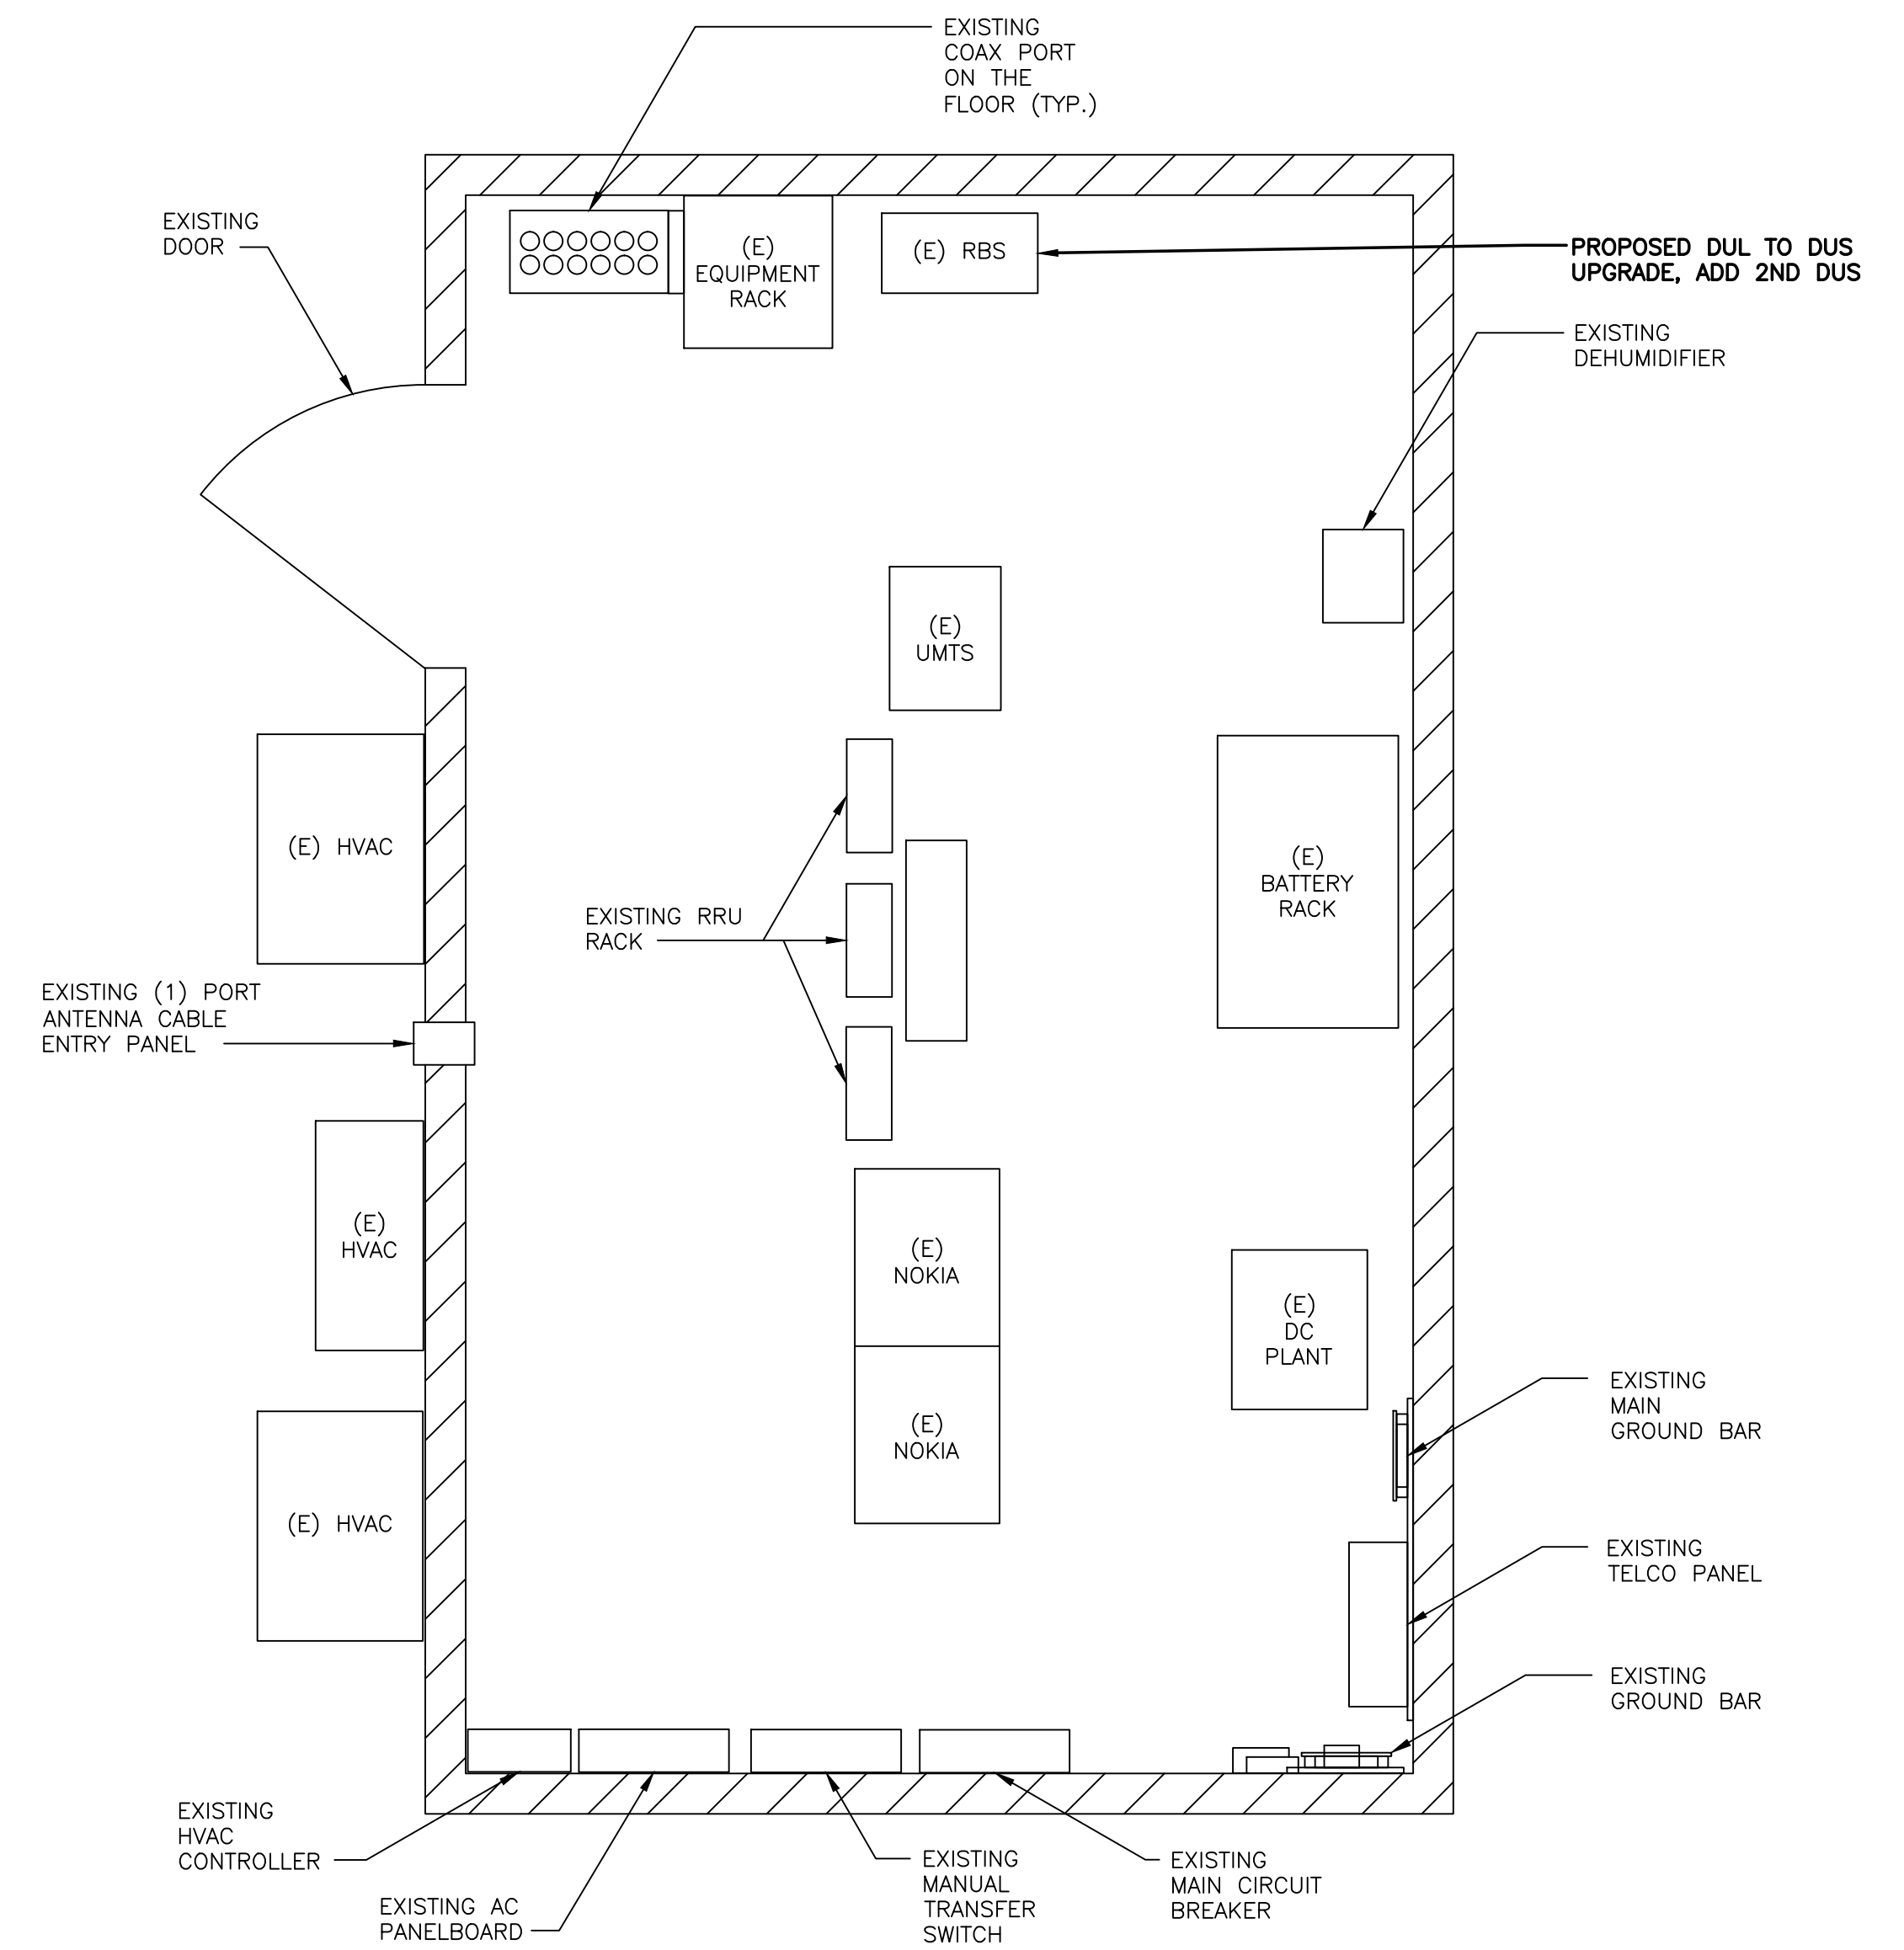 EXISTING
COAX PORT
ON THE
FLOOR (TYP.)
EXISTING
DOOR
(E)
EQUIPMENT
RACK
(E) RBS
PROPOSED DUL TO DUS
UPGRADE, ADD 2ND DUS
EXISTING
DEHUMIDIFIER
(E)
UMTS
(E) HVAC
(E)
BATTERY
RACK
EXISTING RRU
RACK
EXISTING (1) PORT
ANTENNA CABLE
ENTRY PANEL
(E)
HVAC
(E)
NOKIA
(E)
DC
PLANT
EXISTING
MAIN
GROUND BAR
(E)
NOKIA
(E) HVAC
EXISTING
TELCO PANEL
EXISTING
GROUND BAR
EXISTING
HVAC
CONTROLLER
EXISTING AC
PANELBOARD
EXISTING
MANUAL
TRANSFER
SWITCH
EXISTING
MAIN CIRCUIT
BREAKER